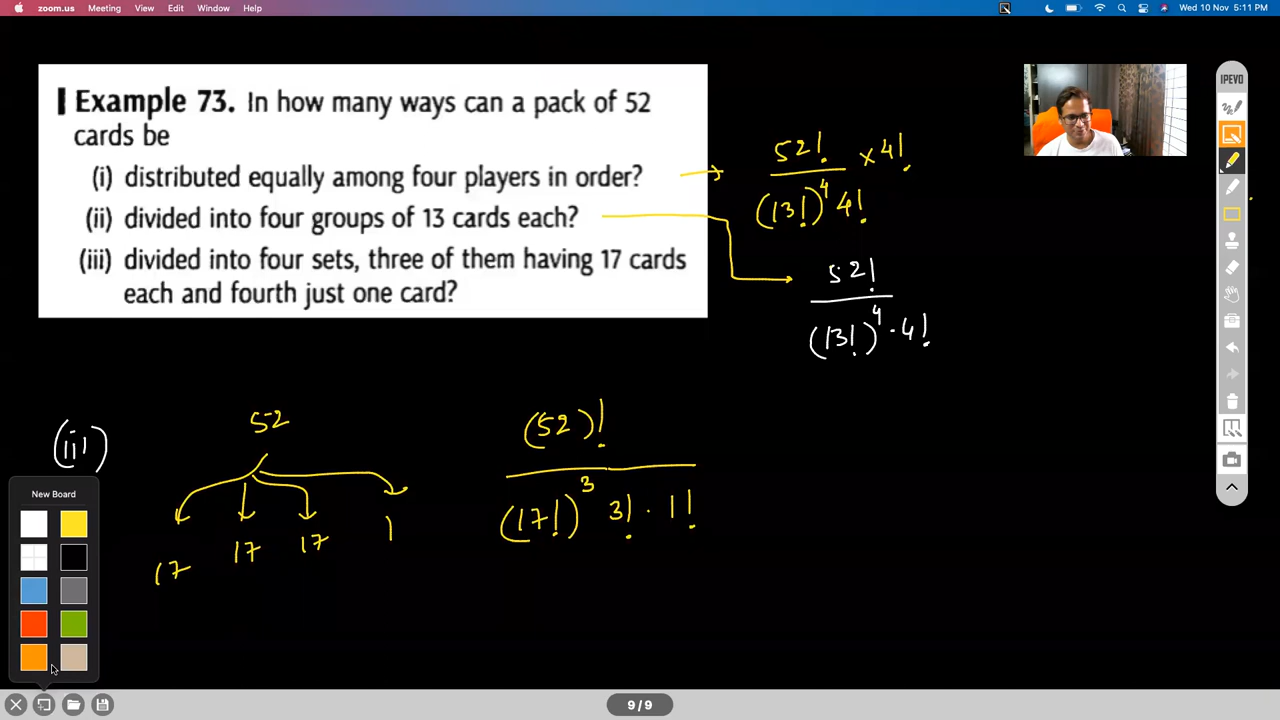 zoom.us Meeting View Edit Window Help
Wed 10 Nov 5:11 PM
Example 73. In how many ways can a pack of 52
cards be
(i) distributed equally among four players in order?
(ii) divided into four groups of 13 cards each?
(iii) divided into four sets, three of them having 17 cards
each and fourth just one card?
52! / (13!)^4 4! × 4!
52! / (13!)^4 · 4!
IPEVO
(iii)
52
17 17 17 1
(52)! / (17!)^3 3! · 1!
New Board
9/9